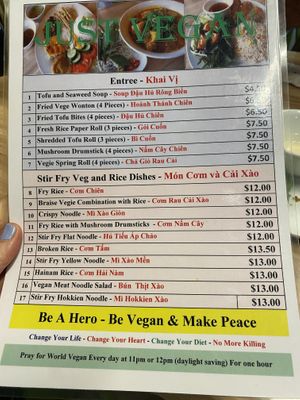 JUST VEGAN
Entree - Khai Vị
1 Tofu and Seaweed Soup - Soup Đậu Hủ Rông Biển
2 Fried Vege Wonton (4 pieces) - Hoành Thánh Chiên
3 Fried Tofu Bites (4 pieces) - Đậu Hủ Chiên $6.50
4 Fresh Rice Paper Roll (3 pieces) - Gỏi Cuốn $7.50
5 Shredded Tofu Roll (3 pieces) - Bì Cuốn $7.50
6 Mushroom Drumstick (4 pieces) - Nấm Cây Chiên $7.50
7 Vegie Spring Roll (4 pieces) - Chả Giò Rau Cải $7.50
Stir Fry Veg and Rice Dishes - Món Cơm và Cải Xào
8 Fry Rice - Cơm Chiên $12.00
9 Braise Vegie Combination with Rice - Cơm Rau Cải Xào $12.00
10 Crispy Noodle - Mì Xào Giòn $12.00
11 Fry Rice with Mushroom Drumsticks - Cơm Nấm Cây $12.00
12 Stir Fry Flat Noodle - Hủ Tiếu Áp Chảo $12.00
13 Broken Rice - Cơm Tấm $13.50
14 Stir Fry Yellow Noodle - Mì Xào Mền $13.00
15 Hainam Rice - Cơm Hải Nam $13.00
16 Vegan Meat Noodle Salad - Bún Thịt Xào $13.00
17 Stir Fry Hokkien Noodle - Mì Hokkien Xào $13.00
Be A Hero - Be Vegan & Make Peace
Change Your Life - Change Your Heart - Change Your Diet - No More Killing
Pray for World Vegan Every day at 11pm or 12pm (daylight saving) For one hour